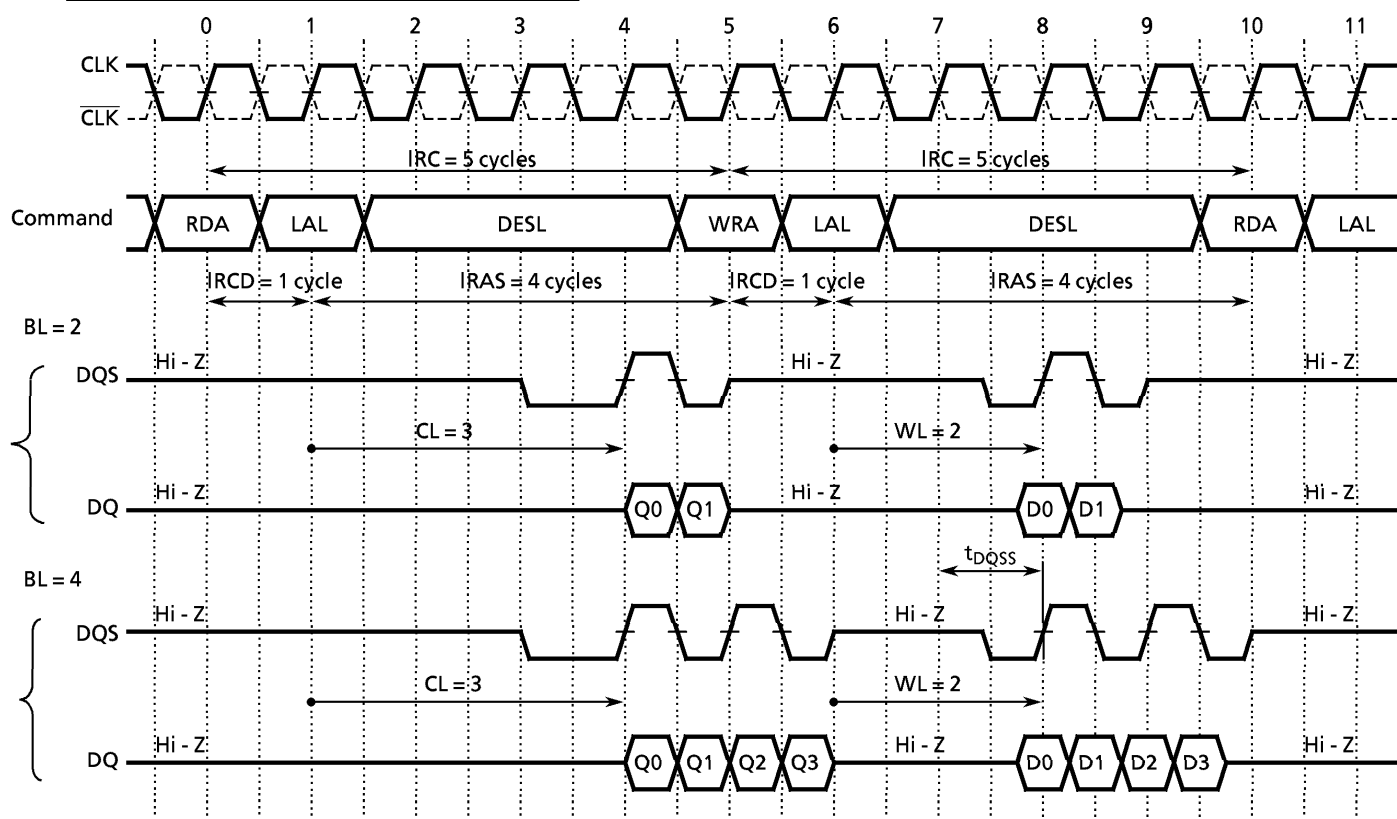 0 1 2 3 4 5 6 7 8 9 10 11
CLK
CLK
IRC = 5 cycles IRC = 5 cycles
Command RDA LAL DESL WRA LAL DESL RDA LAL
IRCD = 1 cycle IRAS = 4 cycles IRCD = 1 cycle IRAS = 4 cycles
BL = 2
Hi - Z Hi - Z Hi - Z
DQS
CL = 3 WL = 2
Hi - Z Hi - Z Hi - Z
DQ Q0 Q1 D0 D1
tDQSS
BL = 4
Hi - Z Hi - Z Hi - Z
DQS
CL = 3 WL = 2
Hi - Z Hi - Z Hi - Z
DQ Q0 Q1 Q2 Q3 D0 D1 D2 D3